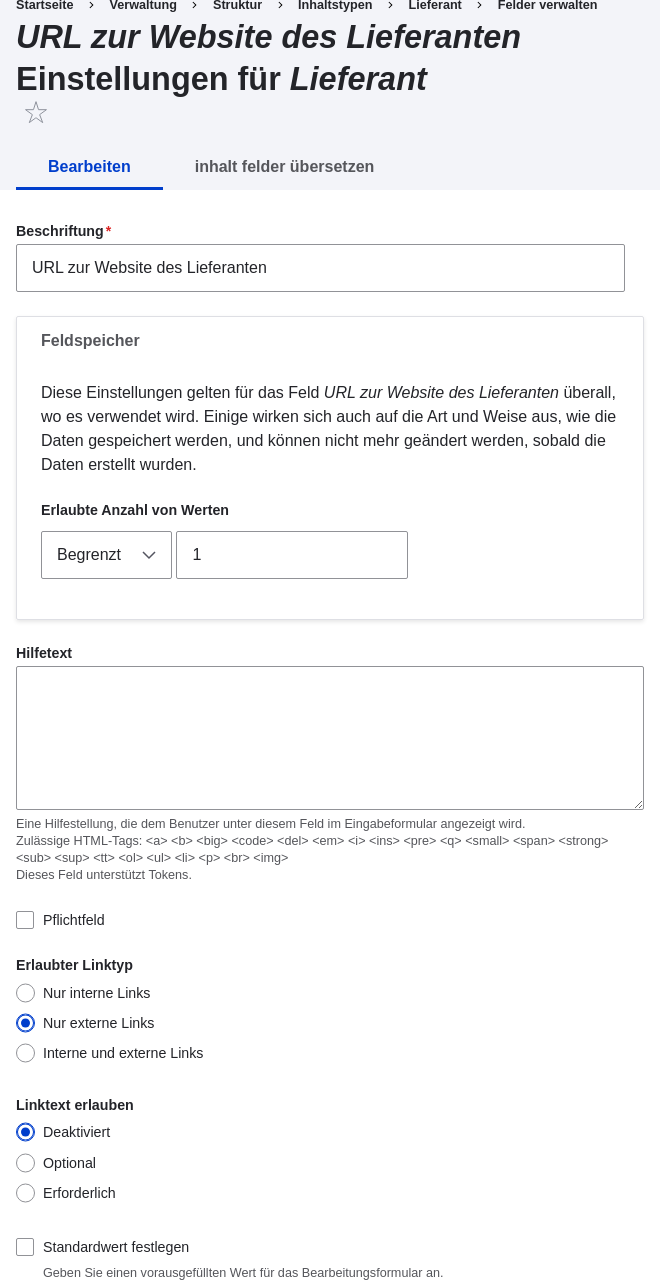 Startseite > Verwaltung > Struktur > Inhaltstypen > Lieferant > Felder verwalten
URL zur Website des Lieferanten
Einstellungen für Lieferant
Bearbeiten inhalt felder übersetzen
Beschriftung*
URL zur Website des Lieferanten
Feldspeicher
Diese Einstellungen gelten für das Feld URL zur Website des Lieferanten überall,
wo es verwendet wird. Einige wirken sich auch auf die Art und Weise aus, wie die
Daten gespeichert werden, und können nicht mehr geändert werden, sobald die
Daten erstellt wurden.
Erlaubte Anzahl von Werten
Begrenzt 1
Hilfetext
Eine Hilfestellung, die dem Benutzer unter diesem Feld im Eingabeformular angezeigt wird.
Zulässige HTML-Tags: <a> <b> <big> <code> <del> <em> <i> <ins> <pre> <q> <small> <span> <strong>
<sub> <sup> <tt> <ol> <ul> <li> <p> <br> <img>
Dieses Feld unterstützt Tokens.
Pflichtfeld
Erlaubter Linktyp
Nur interne Links
Nur externe Links
Interne und externe Links
Linktext erlauben
Deaktiviert
Optional
Erforderlich
Standardwert festlegen
Geben Sie einen vorausgefüllten Wert für das Bearbeitungsformular an.